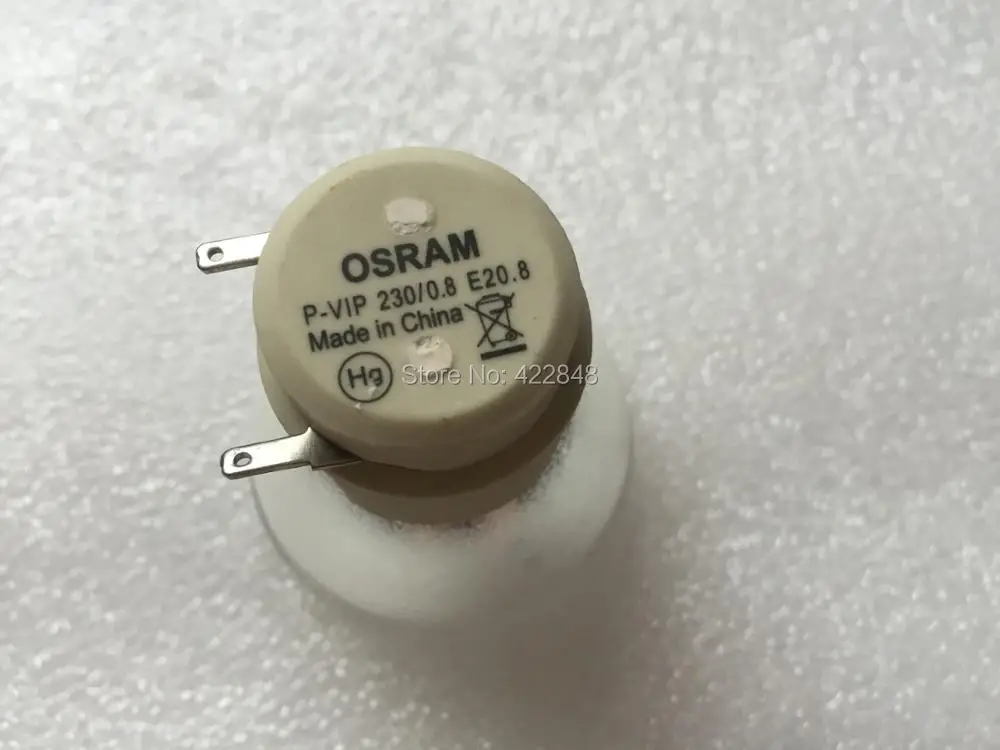 OSRAM
P-VIP 230/0.8 E20.8
Made in China
Hg
Store No: 422848